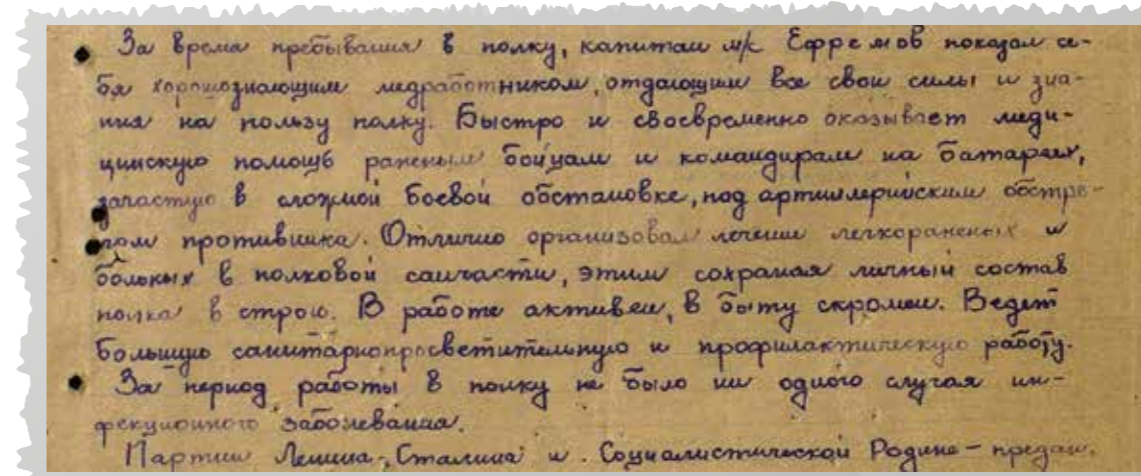 За время пребывания в полку, капитан м/с Ефремов показал се-
бя хорошознающим медработником, отдающим все свои силы и зна-
ния на пользу полку. Быстро и своевременно оказывает меди-
цинскую помощь раненым бойцам и командирам на батареях,
зачастую в сложной боевой обстановке, под артиллерийским обстре-
лом противника. Отлично организовал лечение легкораненых и
больных в полковой санчасти, этим сохраняя личный состав
полка в строю. В работе активен, в быту скромен. Ведет
большую санитарнопросветительную и профилактическую работу.
За период работы в полку не было ни одного случая ин-
фекционного заболевания.
Партии Ленина-Сталина и Социалистической Родине - предан.